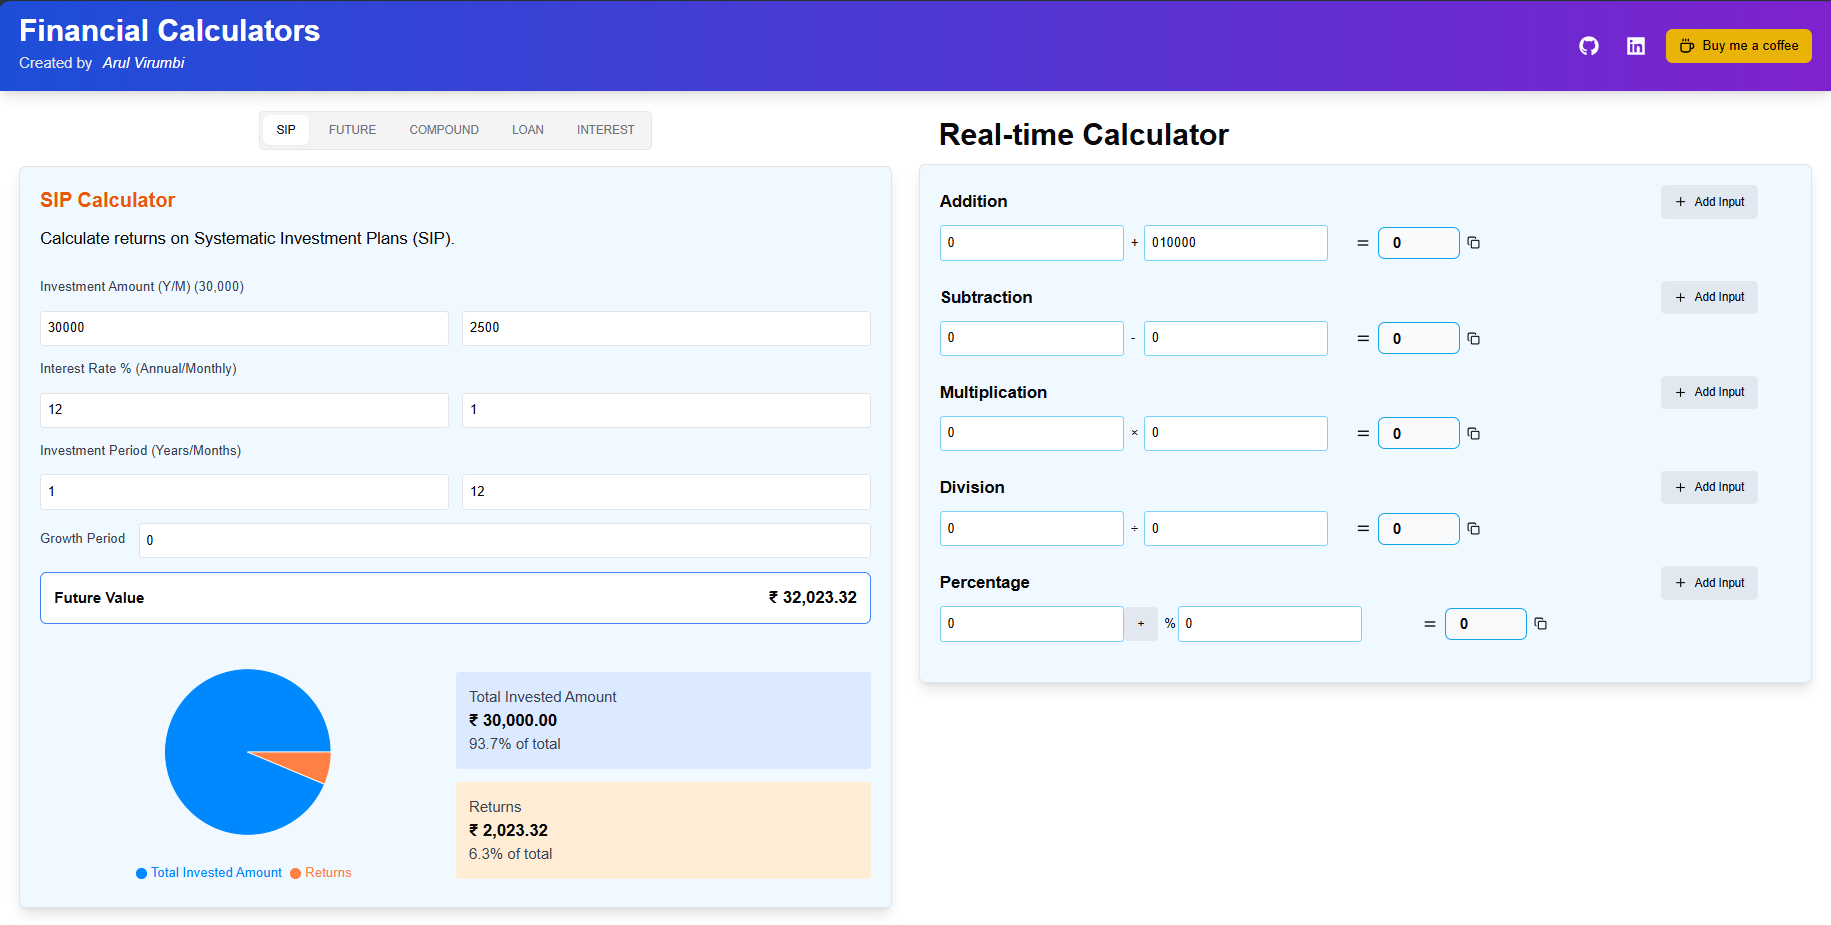 Financial Calculators
Created by Arul Virumbi
Buy me a coffee
SIP FUTURE COMPOUND LOAN INTEREST
SIP Calculator
Calculate returns on Systematic Investment Plans (SIP).
Investment Amount (Y/M) (30,000)
30000 2500
Interest Rate % (Annual/Monthly)
12 1
Investment Period (Years/Months)
1 12
Growth Period 0
Future Value ₹ 32,023.32
Total Invested Amount
₹ 30,000.00
93.7% of total
Returns
₹ 2,023.32
6.3% of total
Total Invested Amount Returns
Real-time Calculator
Addition + Add Input
0 + 010000 = 0
Subtraction + Add Input
0 - 0 = 0
Multiplication + Add Input
0 × 0 = 0
Division + Add Input
0 ÷ 0 = 0
Percentage + Add Input
0 + % 0 = 0